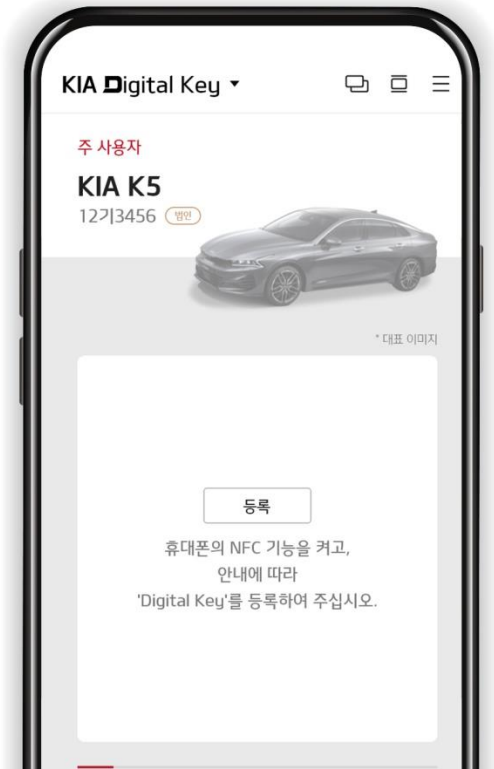 KIA Digital Key
주 사용자
KIA K5
12기3456 법인
* 대표 이미지
등록
휴대폰의 NFC 기능을 켜고,
안내에 따라
'Digital Key'를 등록하여 주십시오.